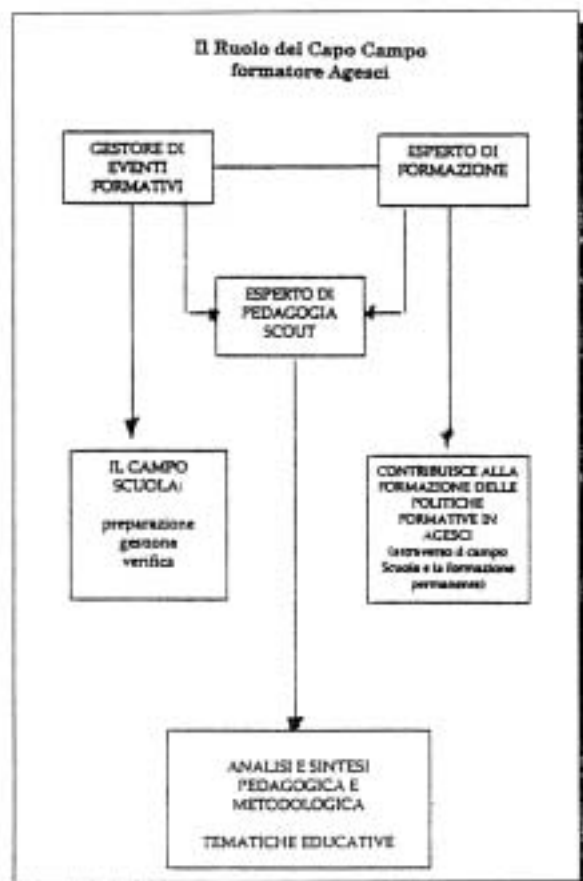 Il Ruolo del Capo Campo
formatore Agesci
GESTORE DI
EVENTI
FORMATIVI
ESPERTO DI
FORMAZIONE
ESPERTO DI
PEDAGOGIA
SCOUT
IL CAMPO
SCUOLA:
preparazione
gestione
verifica
CONTRIBUISCE ALLA
FORMAZIONE DELLE
POLITICHE
FORMATIVE IN
AGESCI
(attraverso il campo
Scuola e la formazione
permanente)
ANALISI E SINTESI
PEDAGOGICA E
METODOLOGICA
TEMATICHE EDUCATIVE